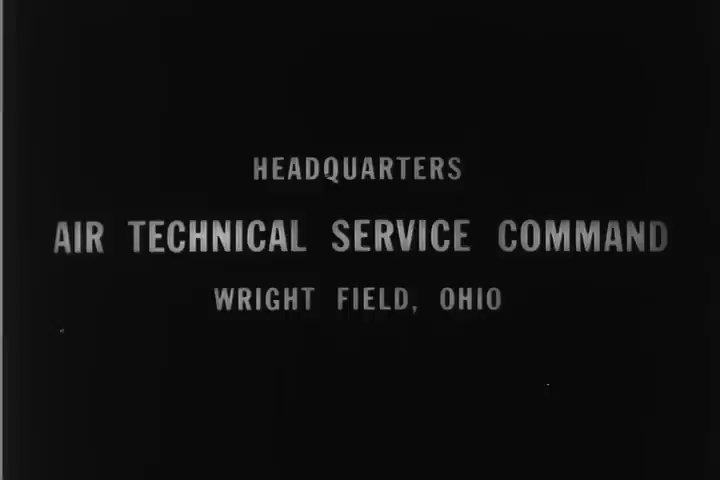 HEADQUARTERS
AIR TECHNICAL SERVICE COMMAND
WRIGHT FIELD, OHIO